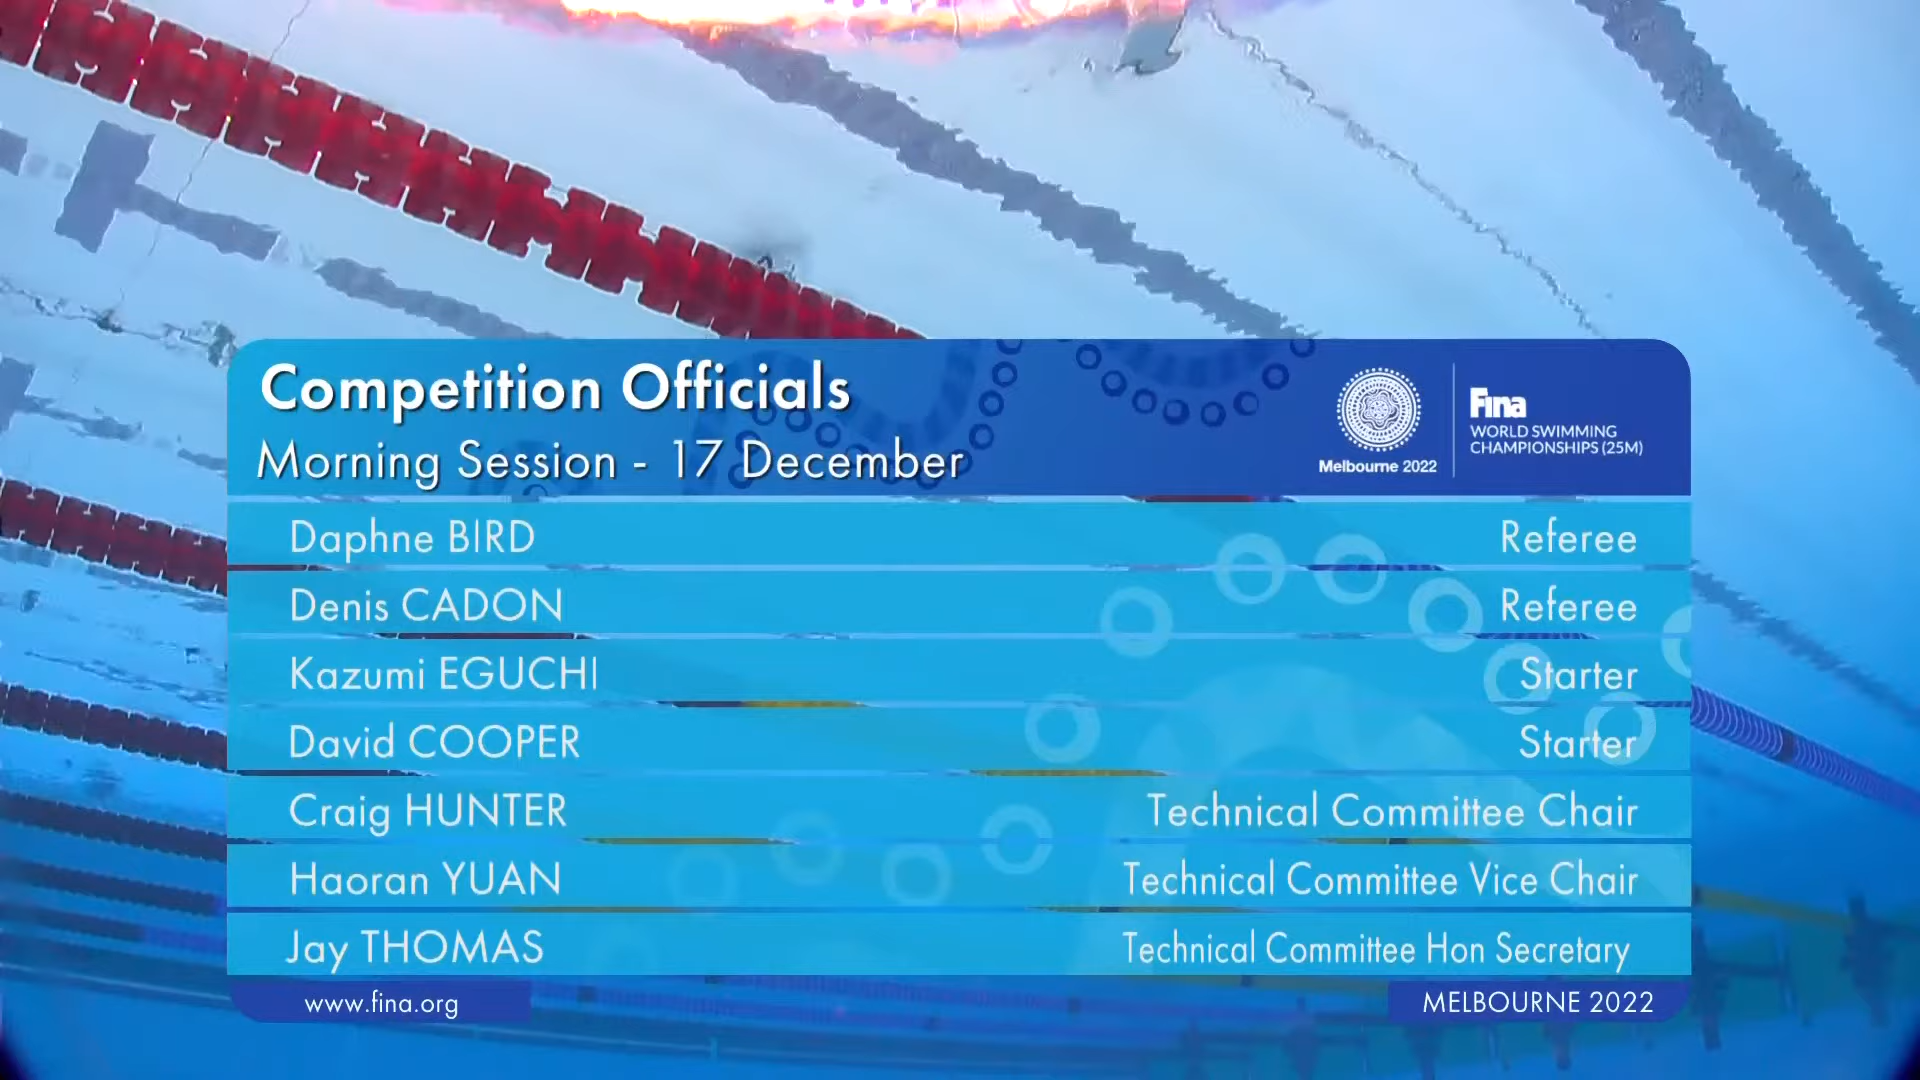 Competition Officials
Morning Session - 17 December
Melbourne 2022
Fina
WORLD SWIMMING
CHAMPIONSHIPS (25M)
Daphne BIRD Referee
Denis CADON Referee
Kazumi EGUCHI Starter
David COOPER Starter
Craig HUNTER Technical Committee Chair
Haoran YUAN Technical Committee Vice Chair
Jay THOMAS Technical Committee Hon Secretary
www.fina.org MELBOURNE 2022